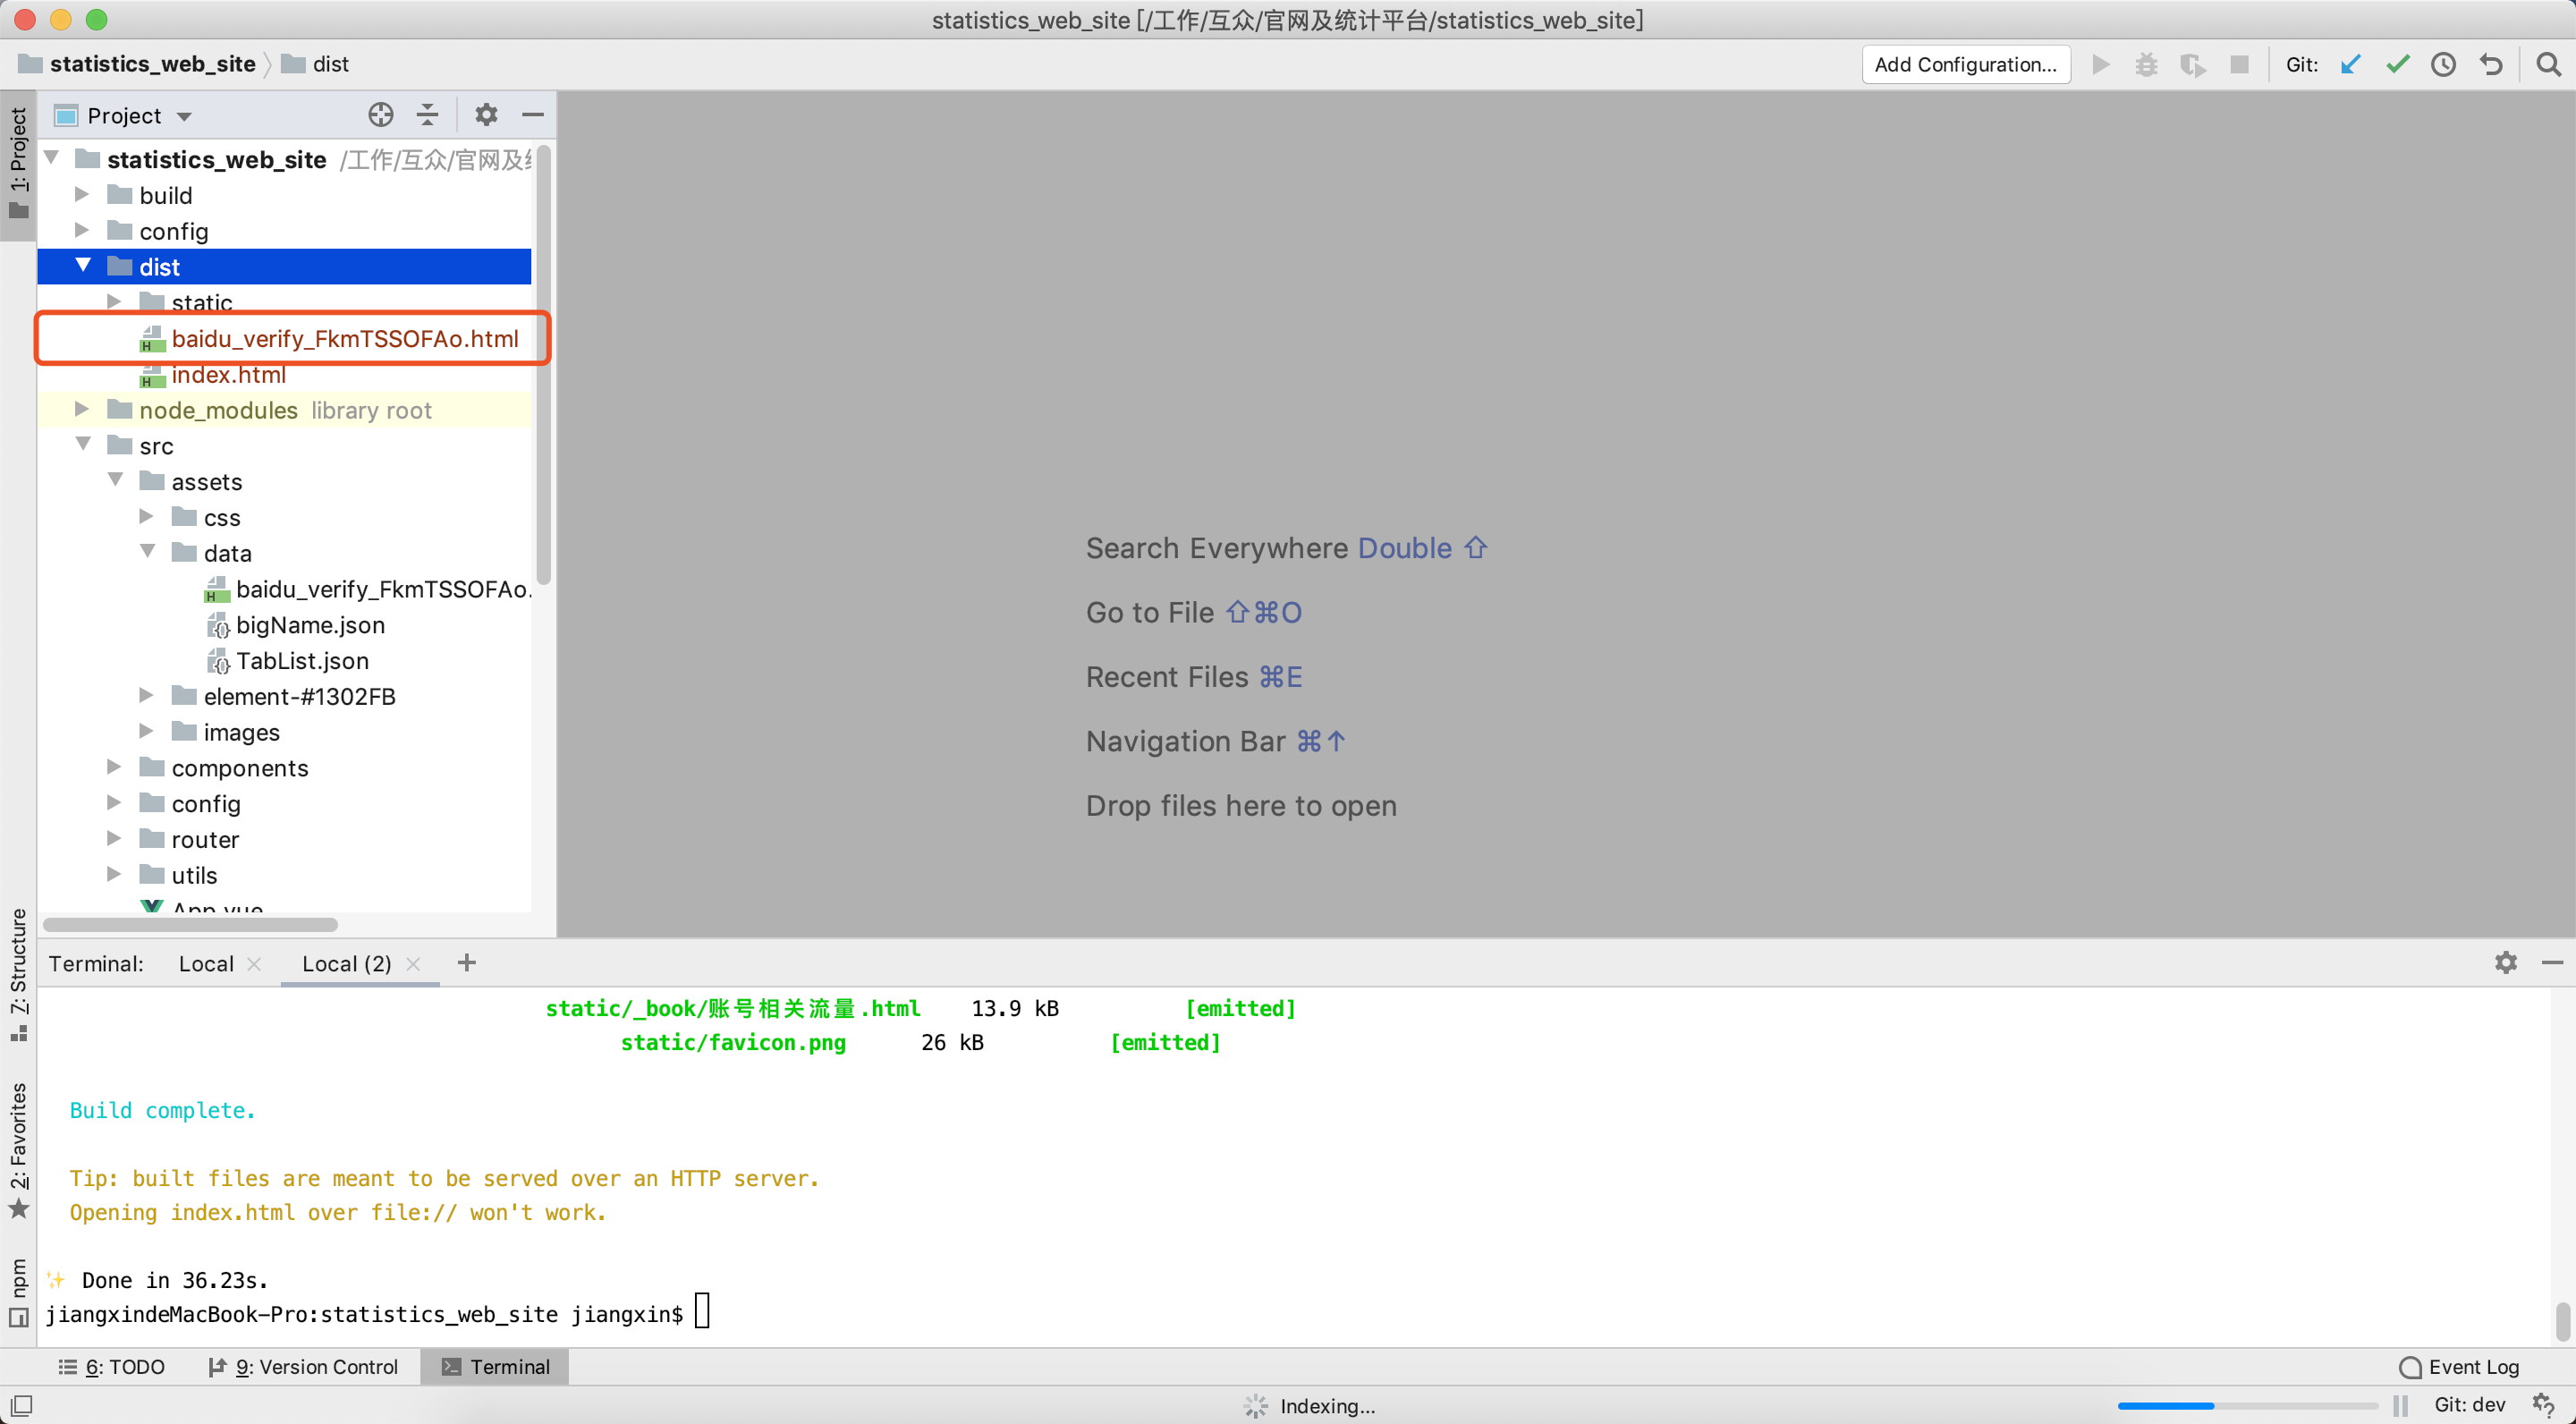 statistics_web_site [/工作/互众/官网及统计平台/statistics_web_site]
statistics_web_site
dist
Add Configuration...
Git:
1: Project
Project
statistics_web_site /工作/互众/官网及
build
config
dist
static
baidu_verify_FkmTSSOFAo.html
index.html
node_modules library root
src
assets
css
data
baidu_verify_FkmTSSOFAo.
bigName.json
TabList.json
element-#1302FB
images
components
config
router
utils
App.vue
Search Everywhere Double ⇧
Go to File ⇧⌘O
Recent Files ⌘E
Navigation Bar ⌘↑
Drop files here to open
7: Structure
2: Favorites
npm
Terminal: Local Local (2)
static/_book/账号相关流量.html 13.9 kB [emitted]
static/favicon.png 26 kB [emitted]
Build complete.
Tip: built files are meant to be served over an HTTP server.
Opening index.html over file:// won't work.
✨ Done in 36.23s.
jiangxindeMacBook-Pro:statistics_web_site jiangxin$
6: TODO
9: Version Control
Terminal
Event Log
Indexing...
Git: dev